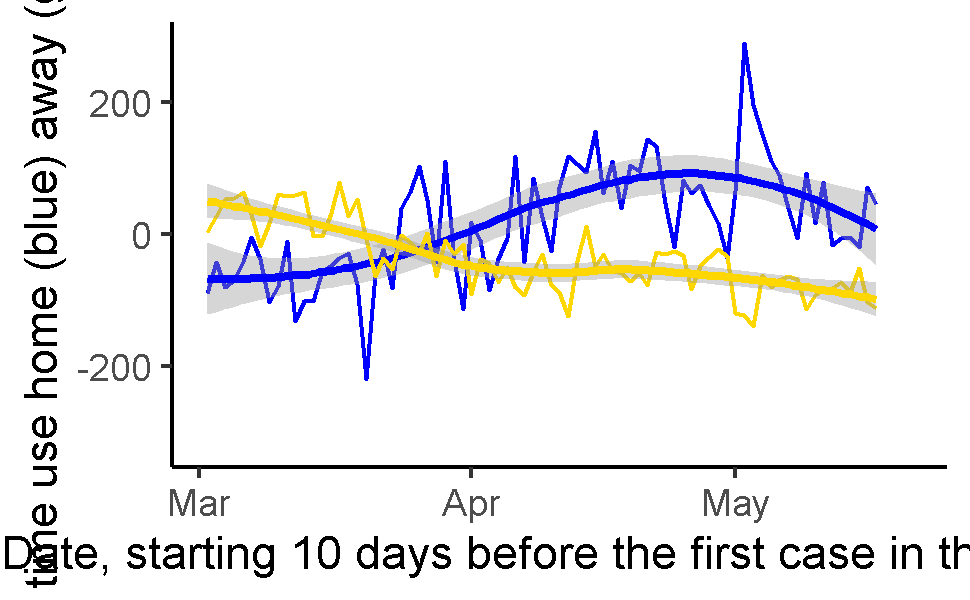 time use home (blue) away (
200
0
-200
Mar Apr May
Date, starting 10 days before the first case in th